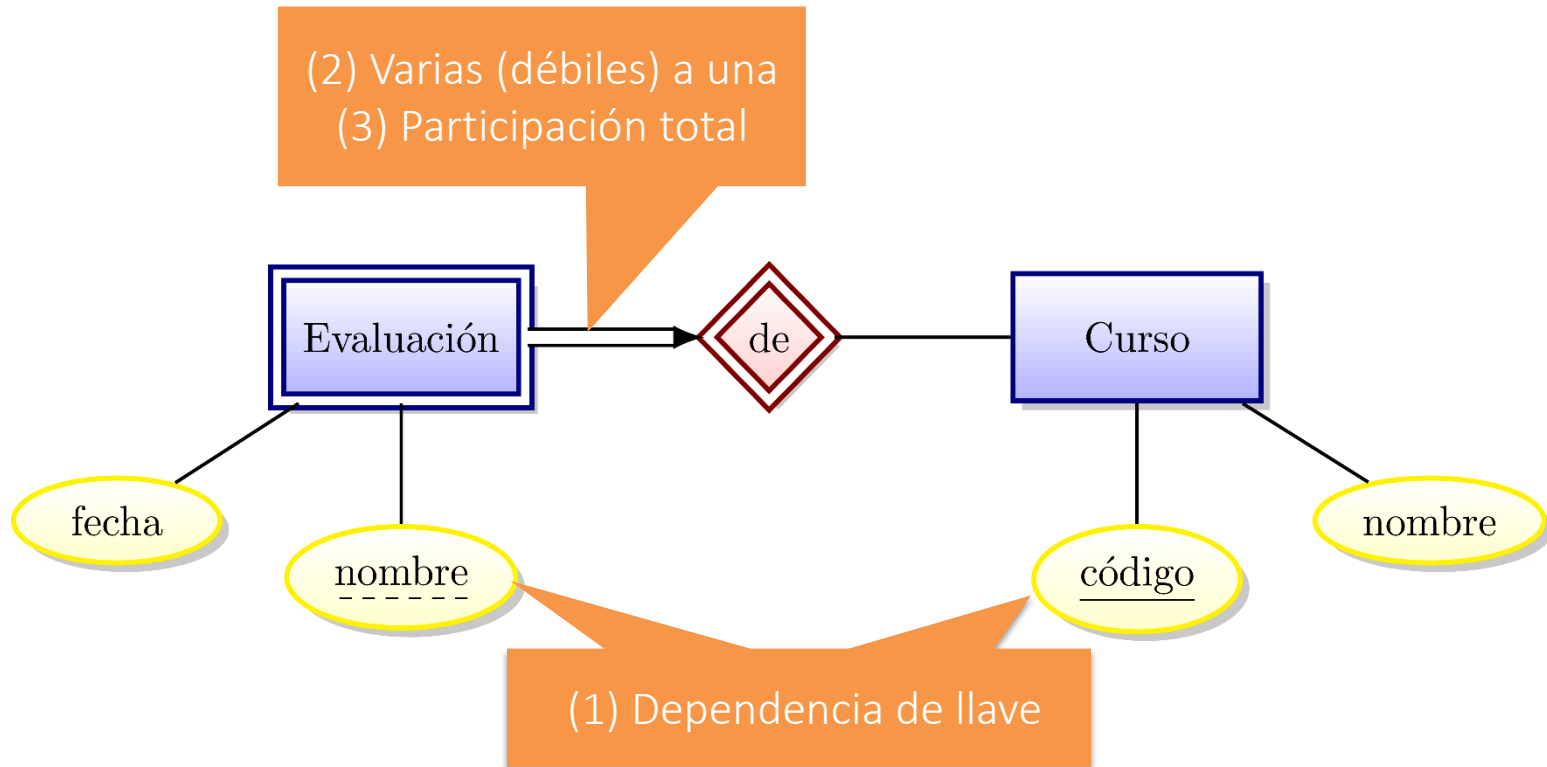 (2) Varias (débiles) a una
(3) Participación total
Evaluación
de
Curso
fecha
nombre
código
nombre
(1) Dependencia de llave